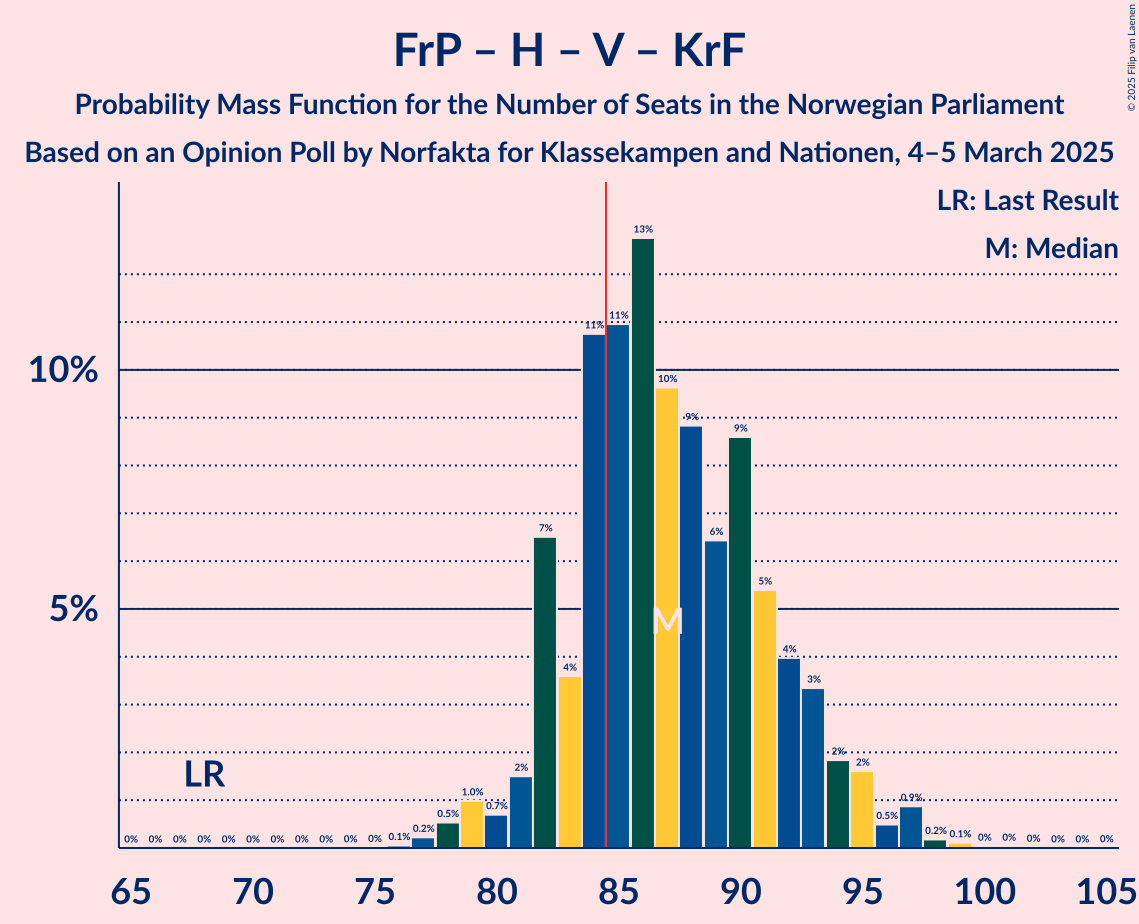 FrP – H – V – KrF
Probability Mass Function for the Number of Seats in the Norwegian Parliament
Based on an Opinion Poll by Norfakta for Klassekampen and Nationen, 4–5 March 2025
© 2025 Filip van Laenen
LR: Last Result
M: Median
10%
5%
LR
M
0% 0% 0% 0% 0% 0% 0% 0% 0% 0% 0% 0.1% 0.2% 0.5% 1.0% 0.7% 2% 7% 4% 11% 11% 13% 10% 9% 6% 9% 5% 4% 3% 2% 2% 0.5% 0.9% 0.2% 0.1% 0% 0% 0% 0% 0% 0%
65 70 75 80 85 90 95 100 105